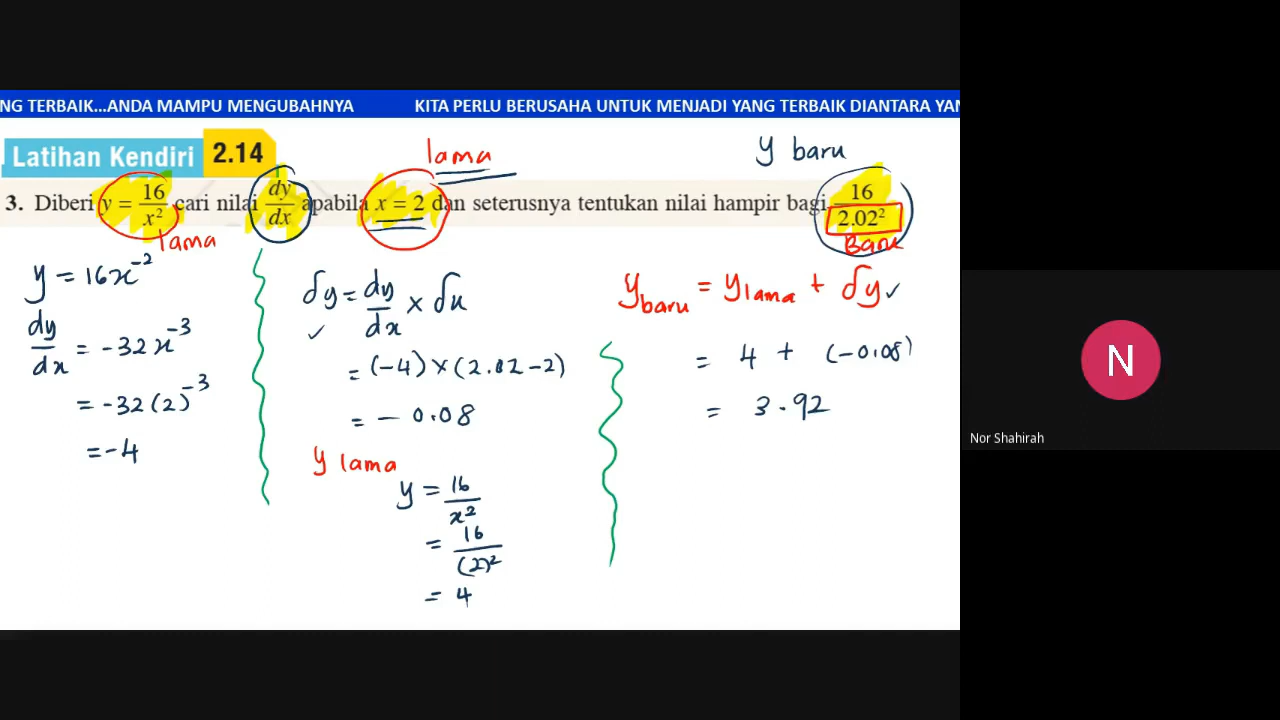 NG TERBAIK...ANDA MAMPU MENGUBAHNYA KITA PERLU BERUSAHA UNTUK MENJADI YANG TERBAIK DIANTARA YAN
Latihan Kendiri 2.14
lama
y baru
3. Diberi y = 16/x² cari nilai dy/dx apabila x = 2 dan seterusnya tentukan nilai hampir bagi 16/2.02²
lama
Baru
y = 16x⁻²
dy/dx = -32x⁻³
= -32(2)⁻³
= -4
δy = dy/dx × δx
= (-4) × (2.02 - 2)
= - 0.08
y lama
y = 16/x²
= 16/(2)²
= 4
y baru = y lama + δy
= 4 + (-0.08)
= 3.92
N
Nor Shahirah